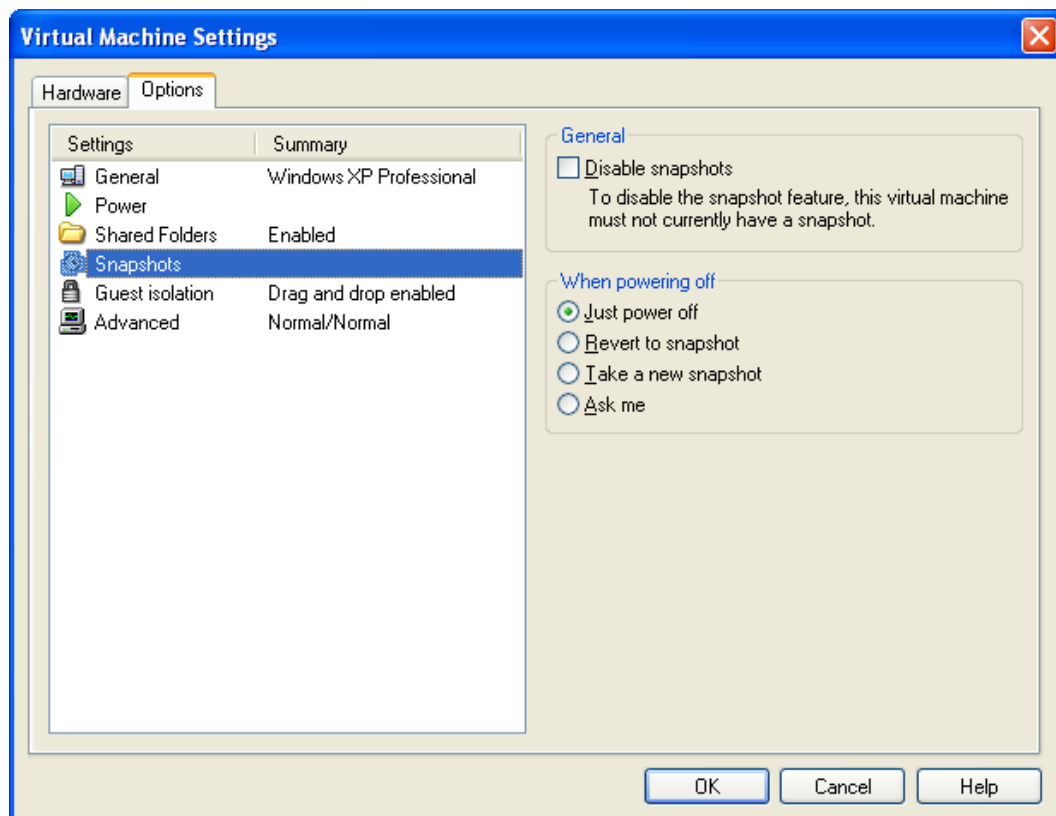 Virtual Machine Settings
Hardware Options
Settings Summary
General Windows XP Professional
Power
Shared Folders Enabled
Snapshots
Guest isolation Drag and drop enabled
Advanced Normal/Normal
General
Disable snapshots
To disable the snapshot feature, this virtual machine
must not currently have a snapshot.
When powering off
Just power off
Revert to snapshot
Take a new snapshot
Ask me
OK Cancel Help